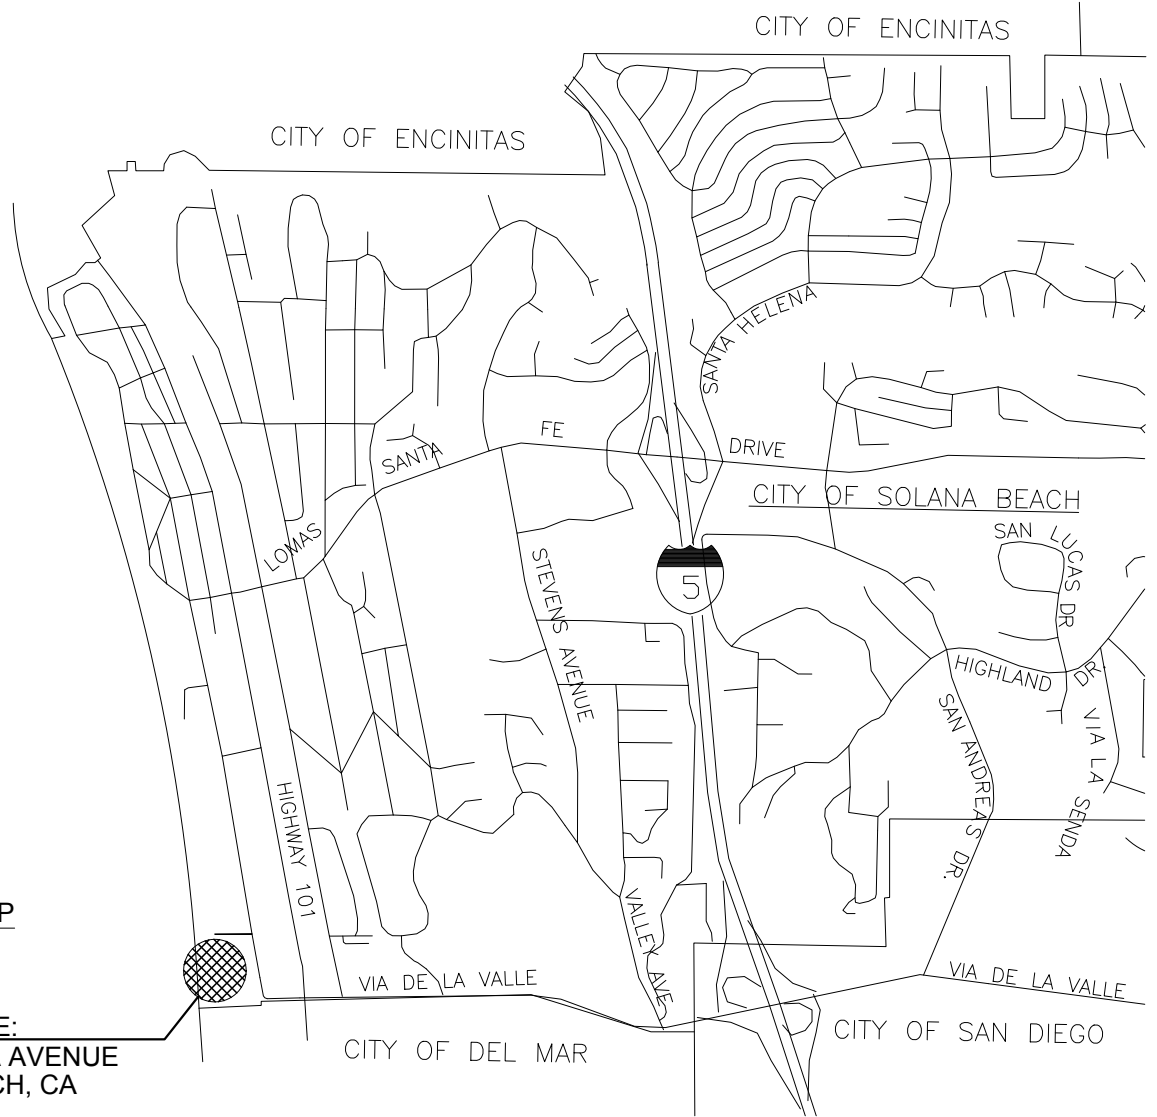 CITY OF ENCINITAS
CITY OF ENCINITAS
SANTA HELENA
SANTA
FE
DRIVE
LOMAS
CITY OF SOLANA BEACH
SAN LUCAS DR
STEVENS AVENUE
5
HIGHLAND DR.
SAN ANDREAS DR.
VIA LA SENDA
HIGHWAY 101
VALLEY AVE
P
VIA DE LA VALLE
VIA DE LA VALLE
E:
AVENUE
CH, CA
CITY OF DEL MAR
CITY OF SAN DIEGO